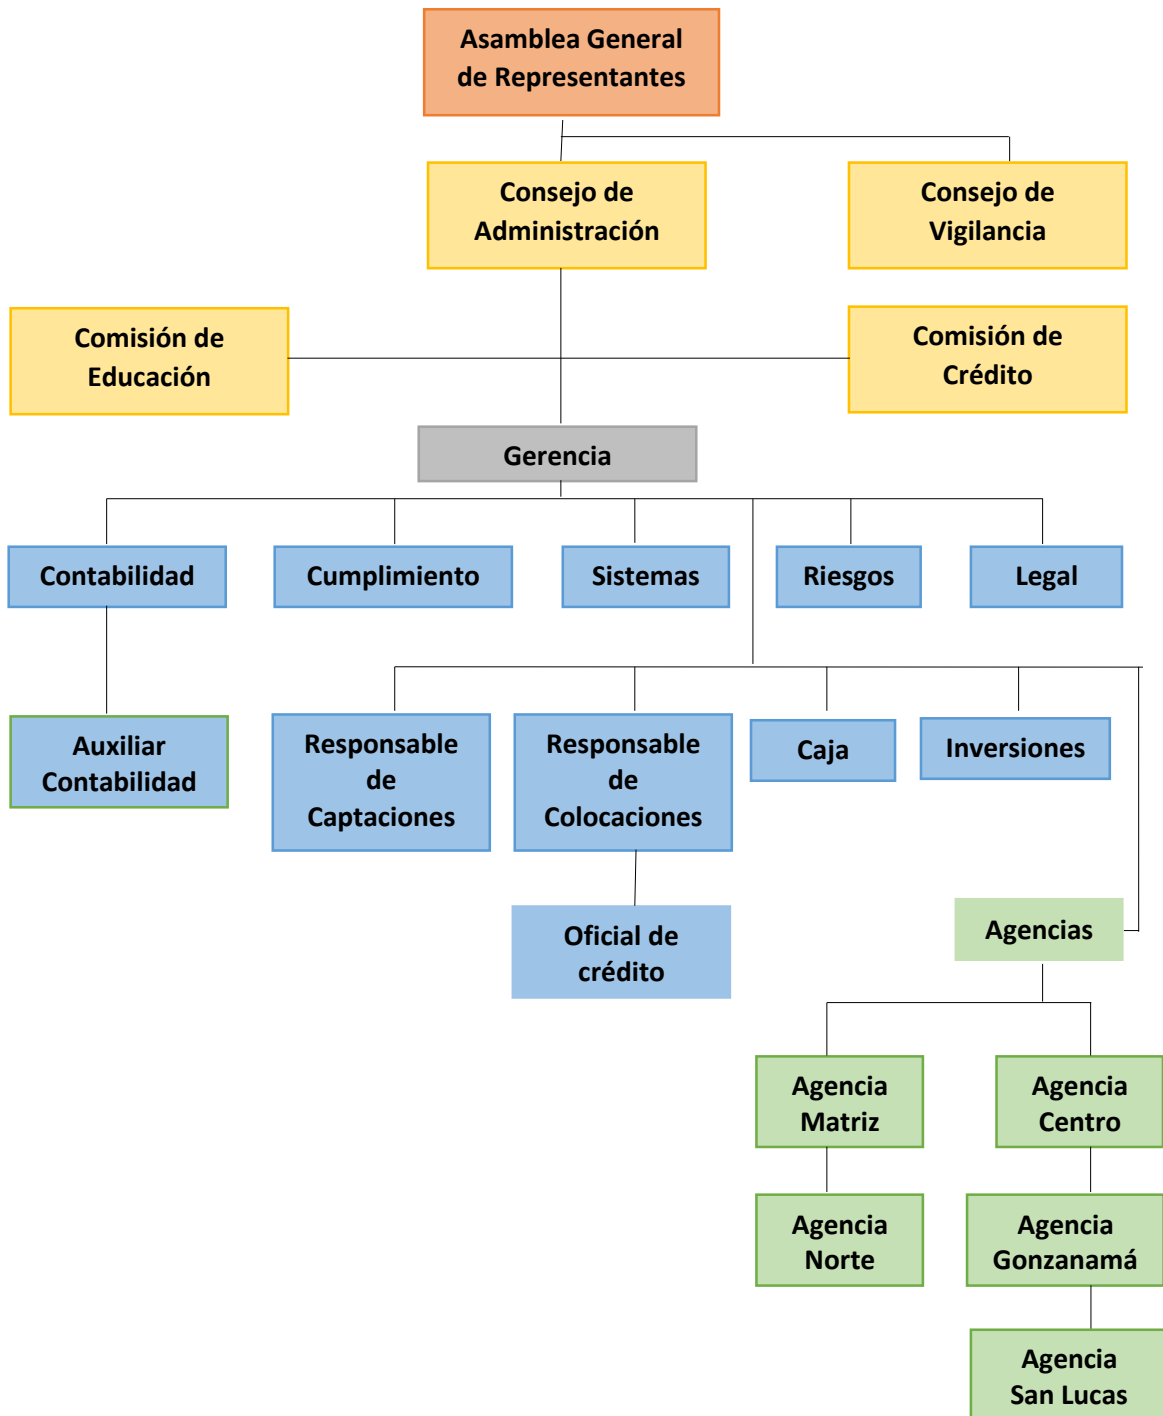 Asamblea General
de Representantes
Consejo de
Administración
Consejo de
Vigilancia
Comisión de
Educación
Comisión de
Crédito
Gerencia
Contabilidad
Cumplimiento
Sistemas
Riesgos
Legal
Auxiliar
Contabilidad
Responsable
de
Captaciones
Responsable
de
Colocaciones
Caja
Inversiones
Oficial de
crédito
Agencias
Agencia
Matriz
Agencia
Centro
Agencia
Norte
Agencia
Gonzanamá
Agencia
San Lucas